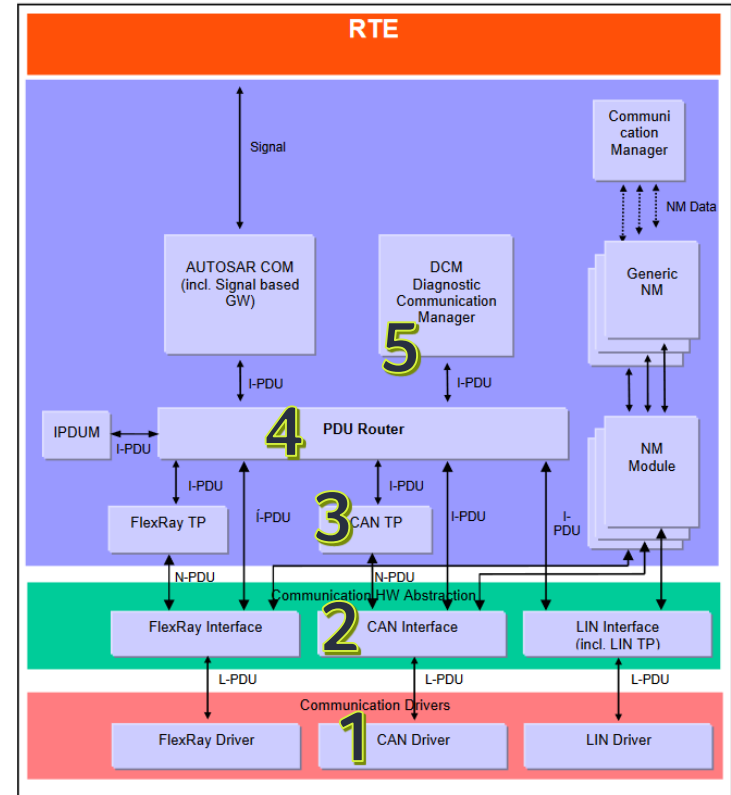 RTE
Signal
Communi
cation
Manager
NM Data
AUTOSAR COM
(incl. Signal based
GW)
DCM
Diagnostic
Communication
Manager
5
Generic
NM
I-PDU
I-PDU
IPDUM
I-PDU
4
PDU Router
NM
Module
I-PDU
Í-PDU
I-PDU
I-PDU
I-
PDU
FlexRay TP
3
CAN TP
N-PDU
N-PDU
Communication HW Abstraction
FlexRay Interface
2
CAN Interface
LIN Interface
(incl. LIN TP)
L-PDU
L-PDU
L-PDU
Communication Drivers
FlexRay Driver
1
CAN Driver
LIN Driver